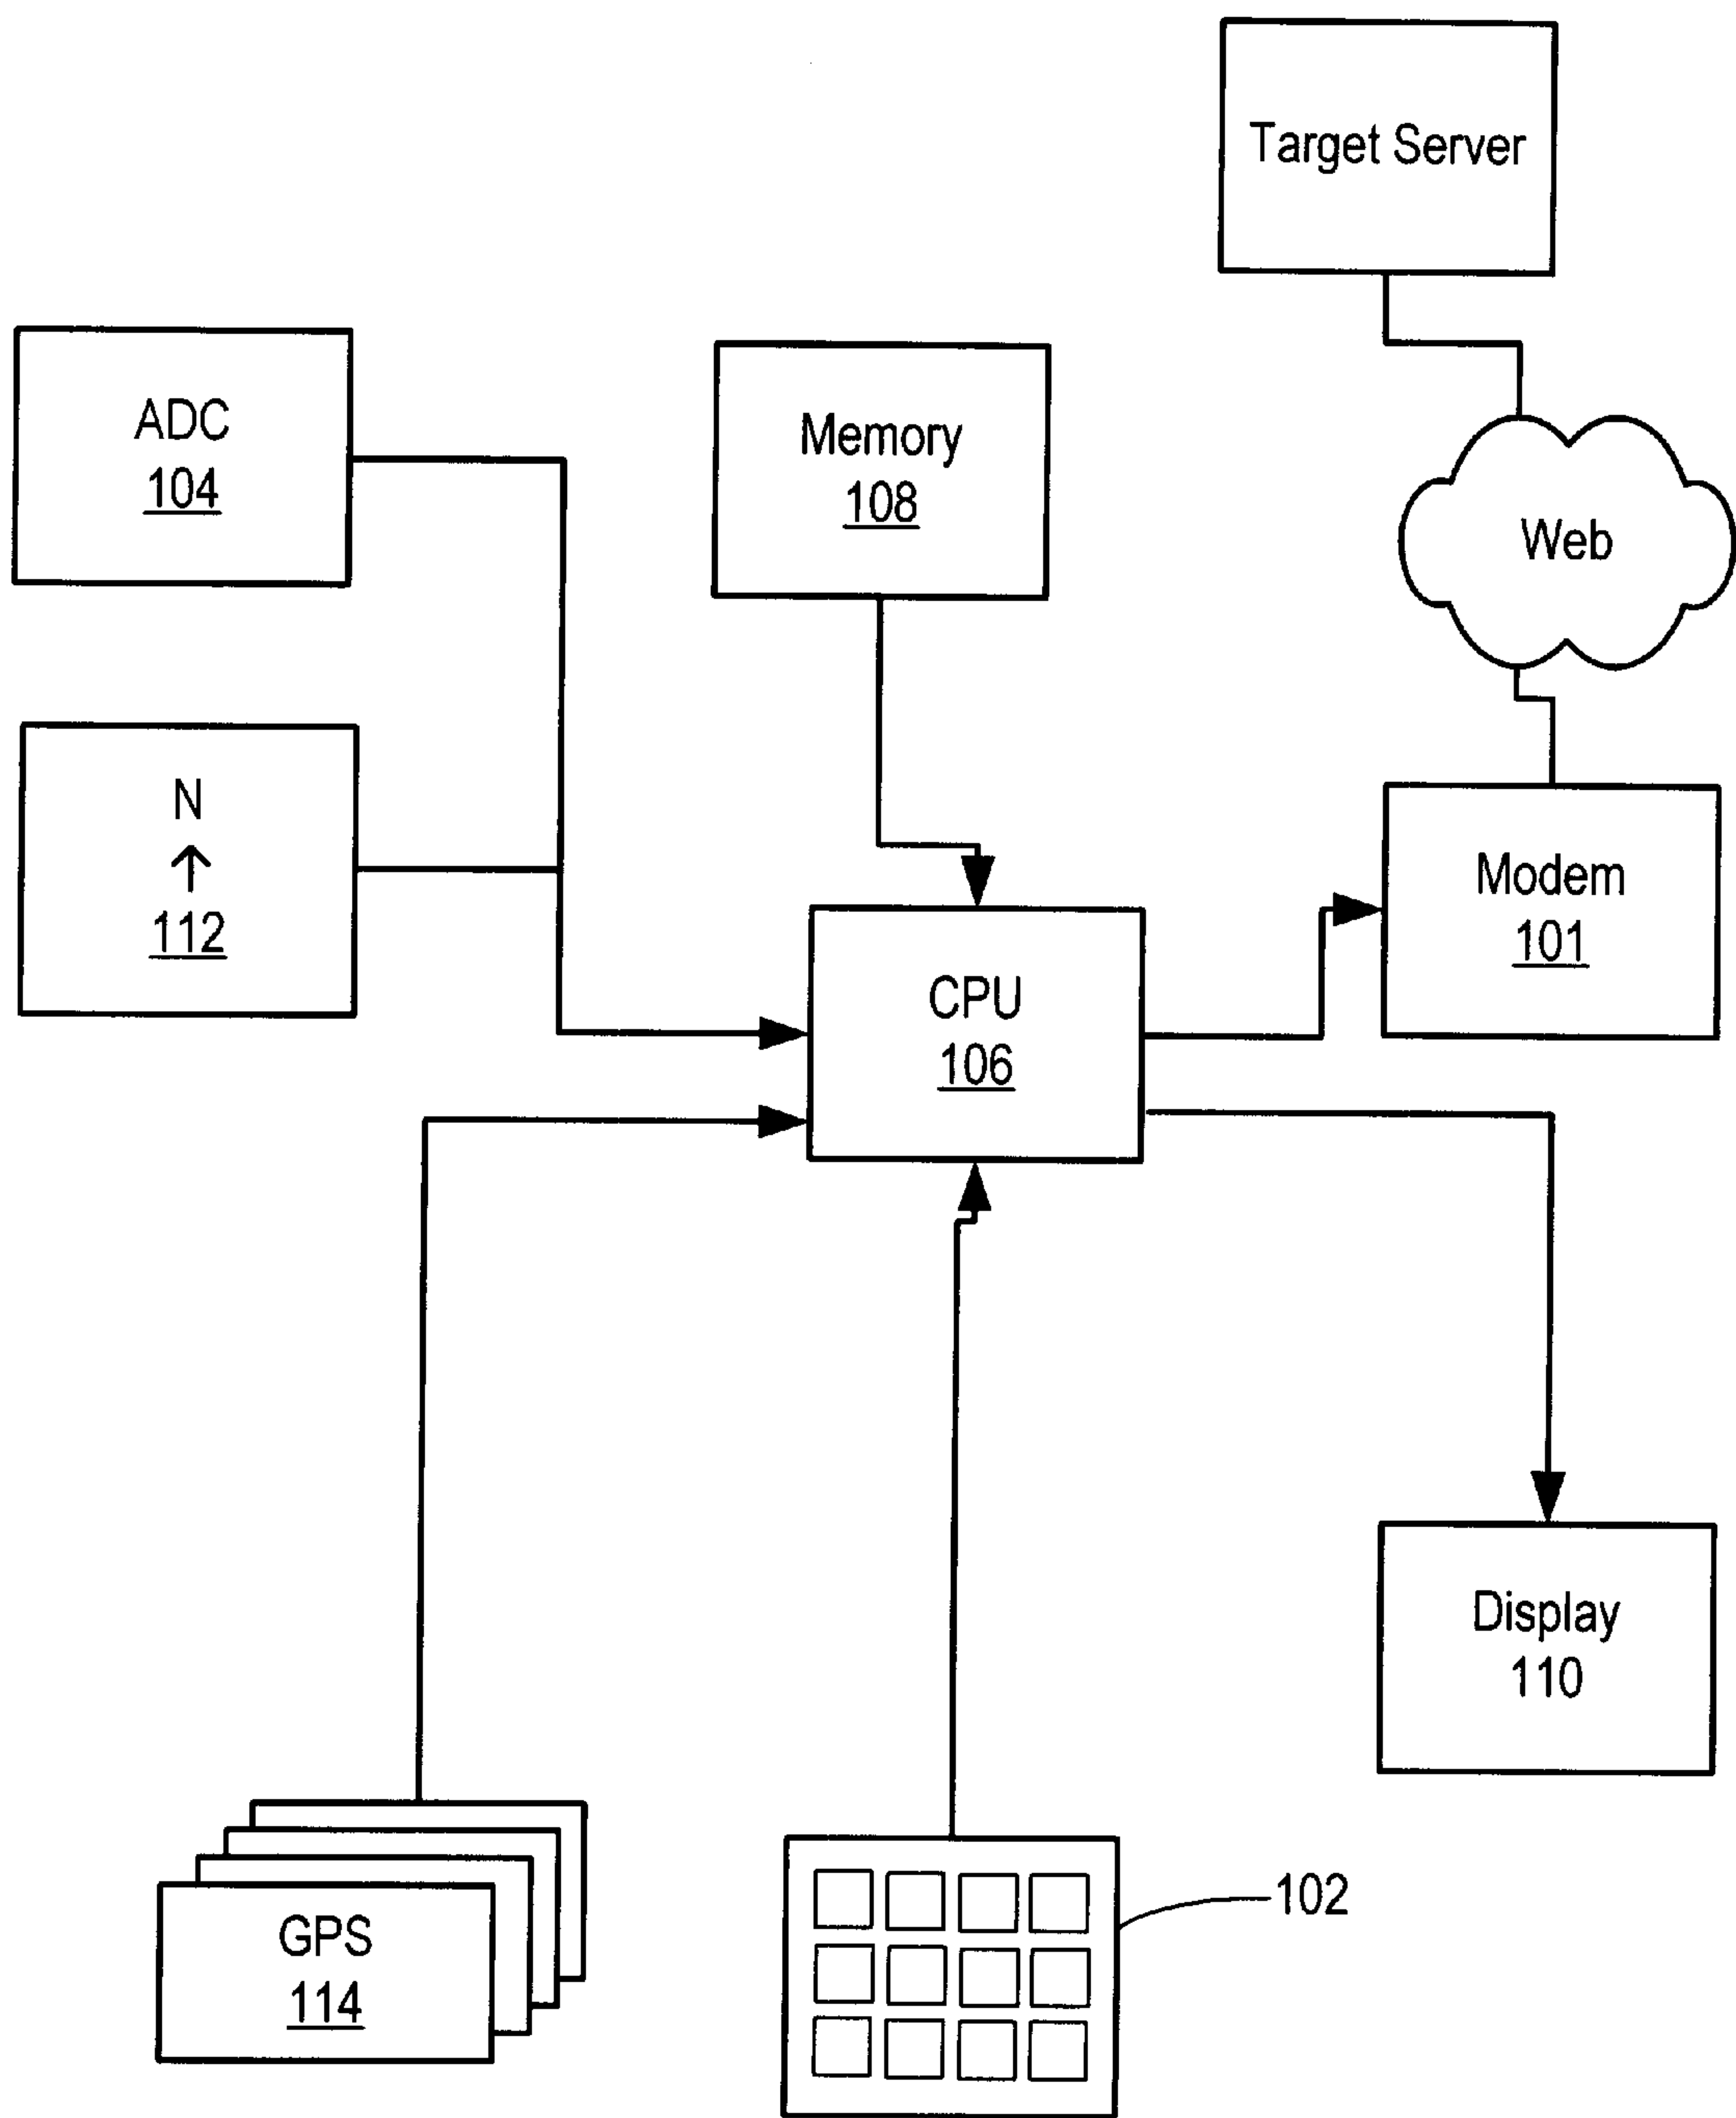 Target Server
ADC
104
Memory
108
Web
N
↑
112
Modem
101
CPU
106
Display
110
GPS
114
102